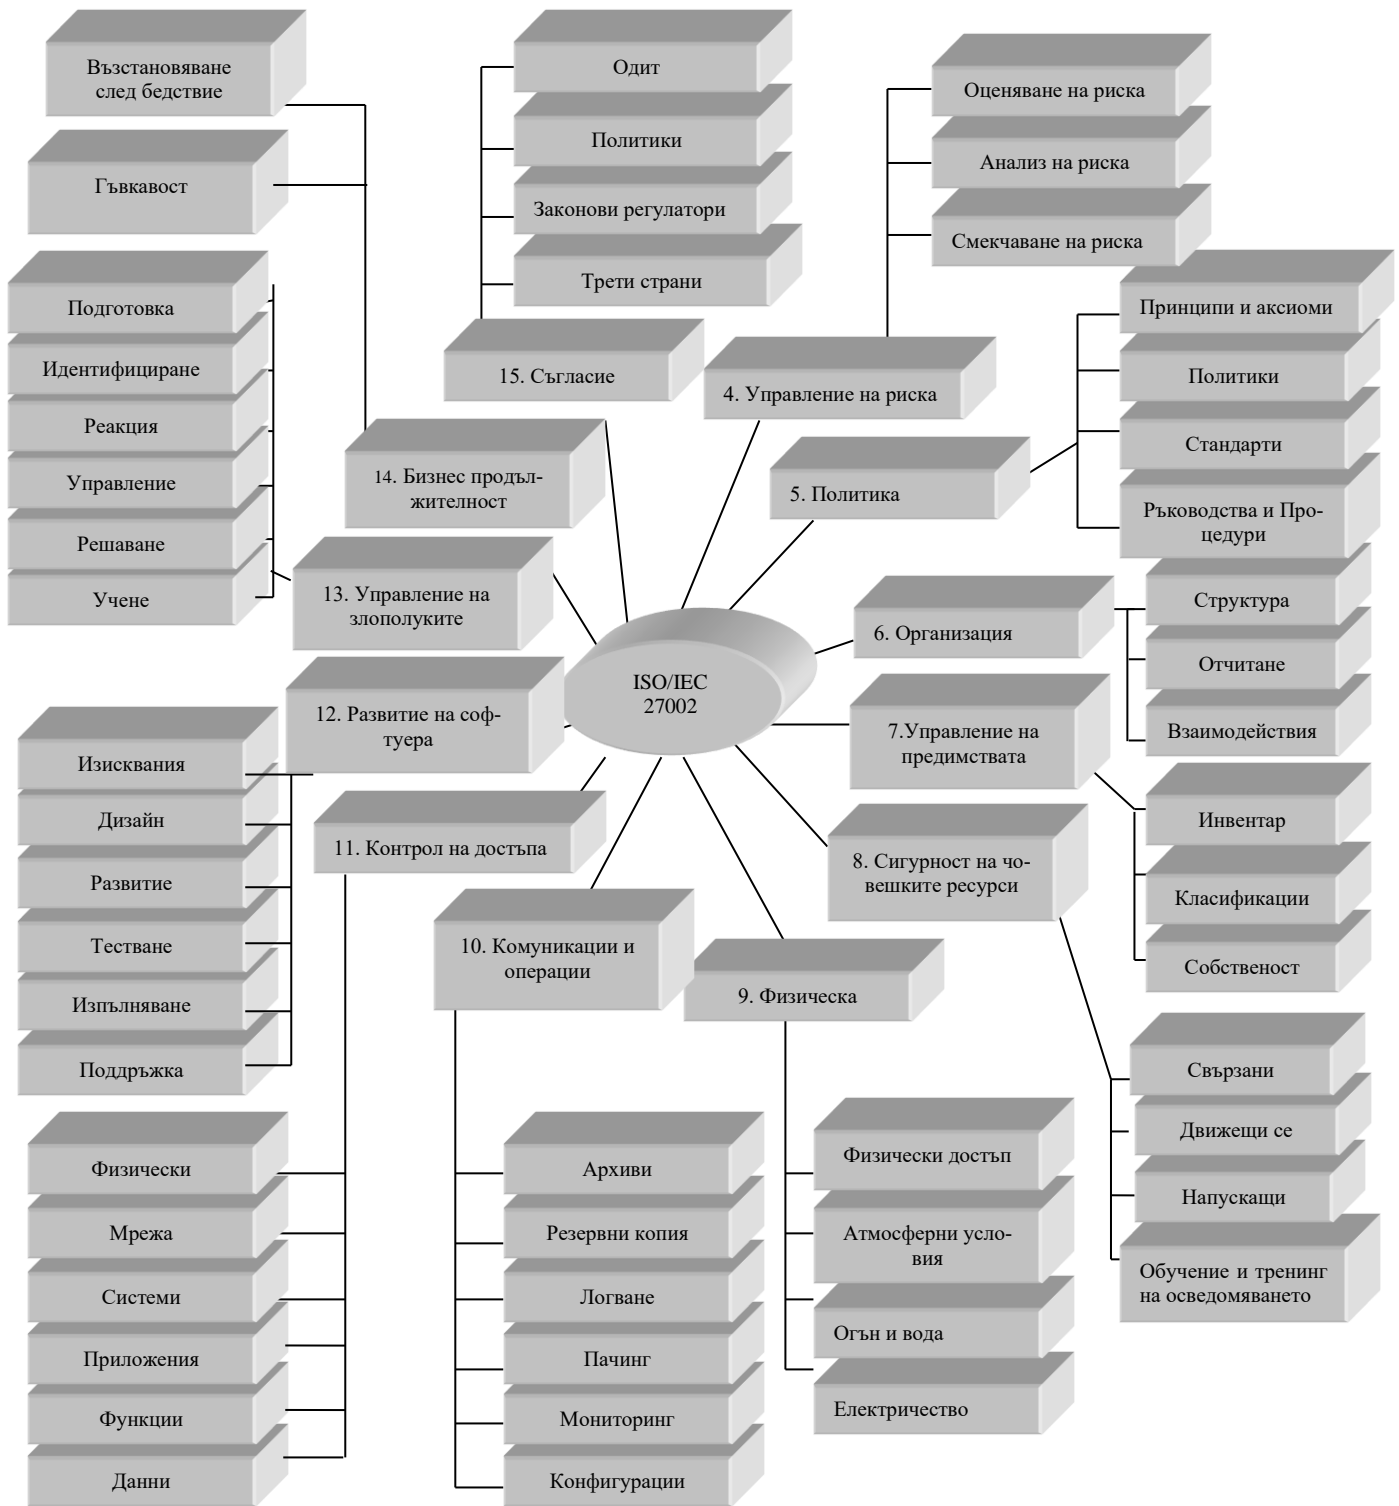 Възстановяване
след бедствие
Гъвкавост
Одит
Политики
Законови регулатори
Трети страни
15. Съгласие
Оценяване на риска
Анализ на риска
Смекчаване на риска
4. Управление на риска
Принципи и аксиоми
Политики
Стандарти
Ръководства и Про-
цедури
5. Политика
Подготовка
Идентифициране
Реакция
Управление
Решаване
Учене
14. Бизнес продъл-
жителност
13. Управление на
злополуките
6. Организация
Структура
Отчитане
Взаимодействия
ISO/IEC
27002
12. Развитие на соф-
туера
7.Управление на
предимствата
Изисквания
Дизайн
Развитие
Тестване
Изпълняване
Поддръжка
11. Контрол на достъпа
8. Сигурност на чо-
вешките ресурси
Инвентар
Класификации
Собственост
10. Комуникации и
операции
9. Физическа
Свързани
Движещи се
Напускащи
Обучение и тренинг
на осведомяването
Физически
Мрежа
Системи
Приложения
Функции
Данни
Архиви
Резервни копия
Логване
Пачинг
Мониторинг
Конфигурации
Физически достъп
Атмосферни усло-
вия
Огън и вода
Електричество